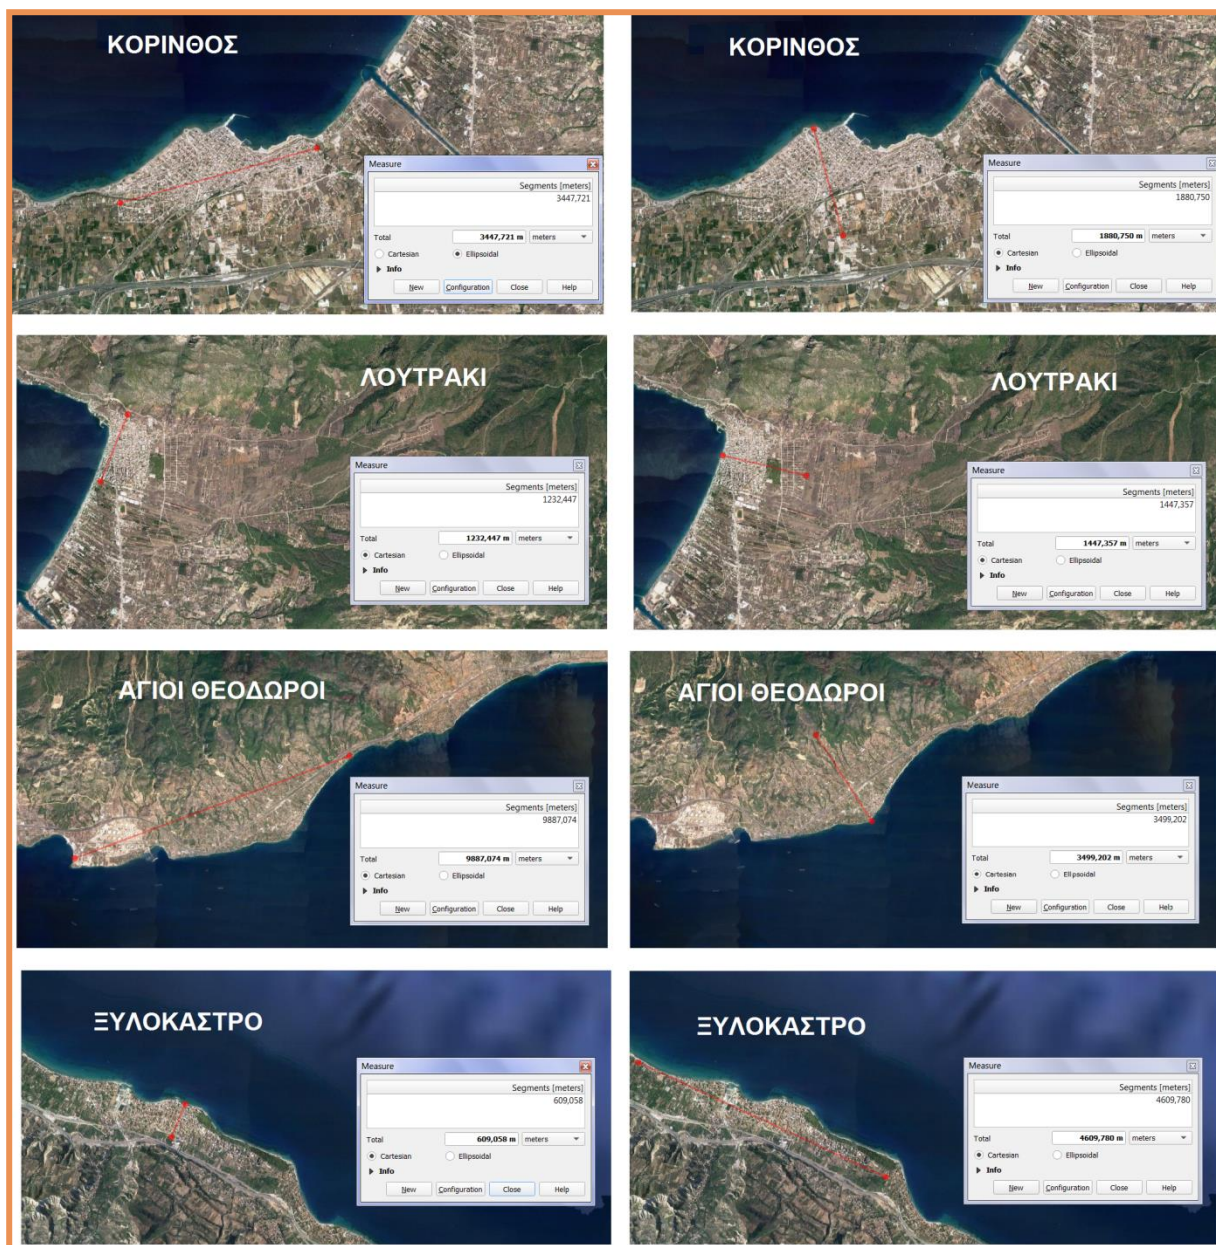 ΚΟΡΙΝΘΟΣ
Measure
Segments [meters]
3447,721
Total 3447,721 m meters
Cartesian Ellipsoidal
Info
New Configuration Close Help
ΚΟΡΙΝΘΟΣ
Measure
Segments [meters]
1880,750
Total 1880,750 m meters
Cartesian Ellipsoidal
Info
New Configuration Close Help
ΛΟΥΤΡΑΚΙ
Measure
Segments [meters]
1232,447
Total 1232,447 m meters
Cartesian Ellipsoidal
Info
New Configuration Close Help
ΛΟΥΤΡΑΚΙ
Measure
Segments [meters]
1447,357
Total 1447,357 m meters
Cartesian Ellipsoidal
Info
New Configuration Close Help
ΑΓΙΟΙ ΘΕΟΔΩΡΟΙ
Measure
Segments [meters]
9887,074
Total 9887,074 m meters
Cartesian Ellipsoidal
Info
New Configuration Close Help
ΑΓΙΟΙ ΘΕΟΔΩΡΟΙ
Measure
Segments [meters]
3499,202
Total 3499,202 m meters
Cartesian Ellipsoidal
Info
New Configuration Close Help
ΞΥΛΟΚΑΣΤΡΟ
Measure
Segments [meters]
609,058
Total 609,058 m meters
Cartesian Ellipsoidal
Info
New Configuration Close Help
ΞΥΛΟΚΑΣΤΡΟ
Measure
Segments [meters]
4609,780
Total 4609,780 m meters
Cartesian Ellipsoidal
Info
New Configuration Close Help